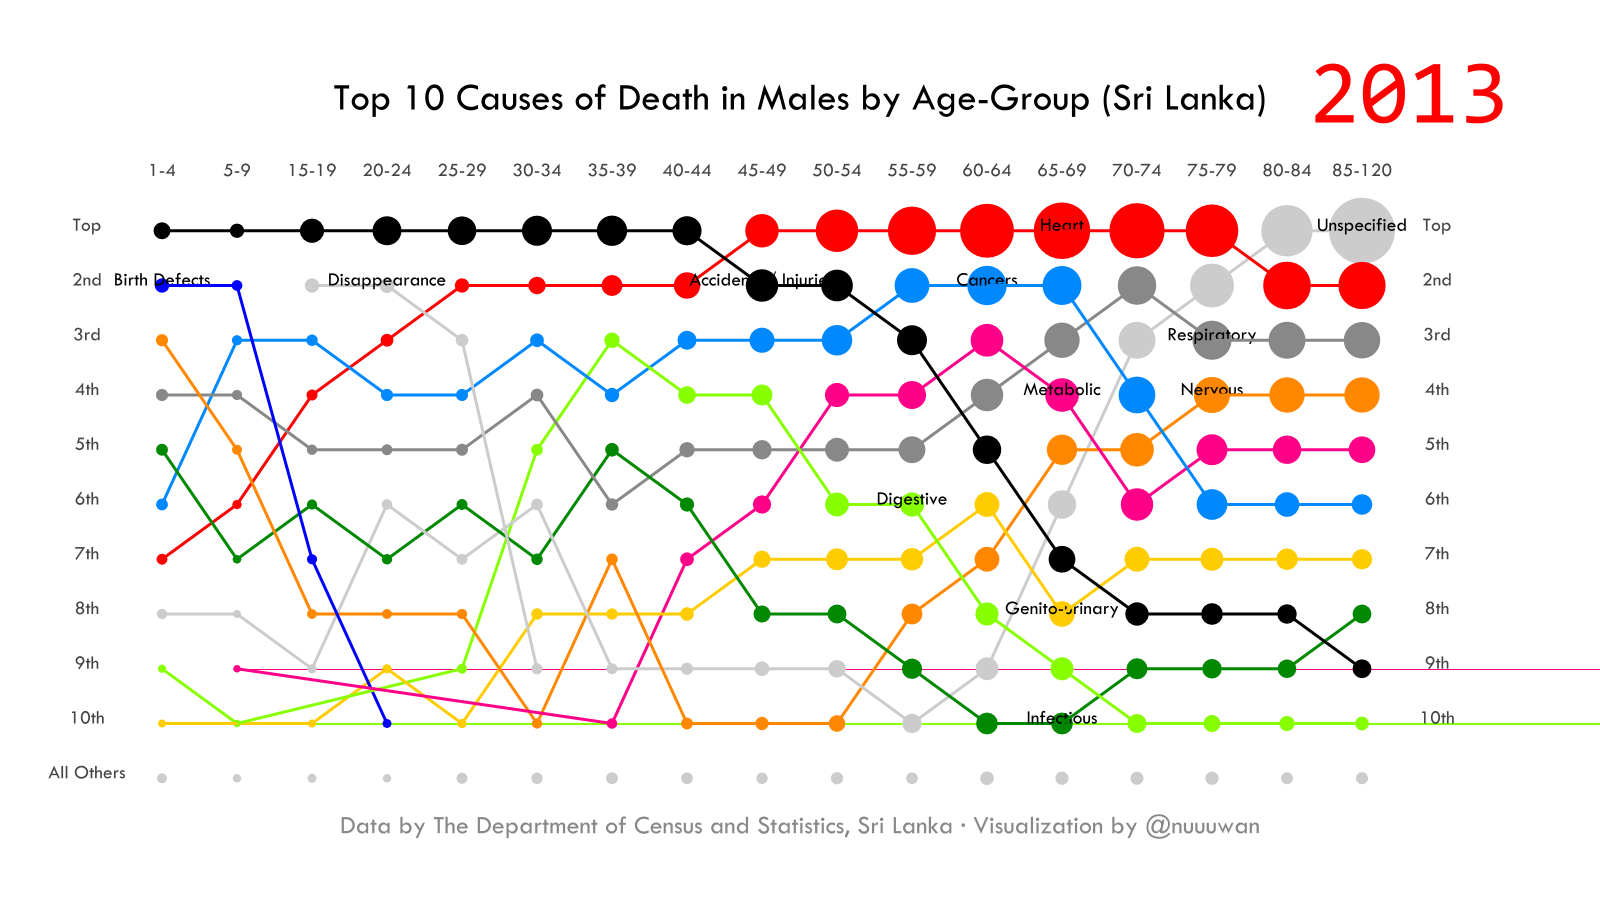 Top 10 Causes of Death in Males by Age-Group (Sri Lanka) 2013
1-4 5-9 15-19 20-24 25-29 30-34 35-39 40-44 45-49 50-54 55-59 60-64 65-69 70-74 75-79 80-84 85-120
Top Heart Unspecified Top
2nd Birth Defects Disappearance Accidents / Injuries Cancers 2nd
3rd Respiratory 3rd
4th Metabolic Nervous 4th
5th 5th
6th Digestive 6th
7th 7th
8th Genito-urinary 8th
9th 9th
10th Infectious 10th
All Others
Data by The Department of Census and Statistics, Sri Lanka · Visualization by @nuuuwan